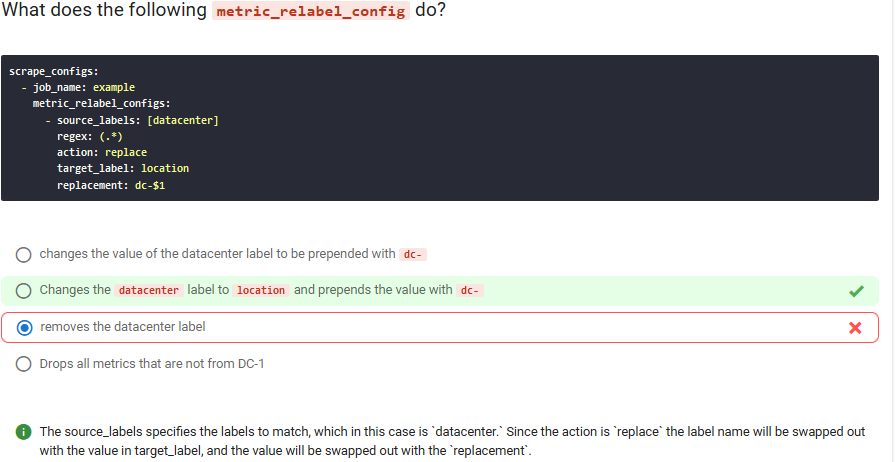 What does the following metric_relabel_config do?
scrape_configs:
  - job_name: example
    metric_relabel_configs:
      - source_labels: [datacenter]
        regex: (.*)
        action: replace
        target_label: location
        replacement: dc-$1
changes the value of the datacenter label to be prepended with dc-
Changes the datacenter label to location and prepends the value with dc-
removes the datacenter label
Drops all metrics that are not from DC-1
The source_labels specifies the labels to match, which in this case is `datacenter.` Since the action is `replace` the label name will be swapped out
with the value in target_label, and the value will be swapped out with the `replacement`.